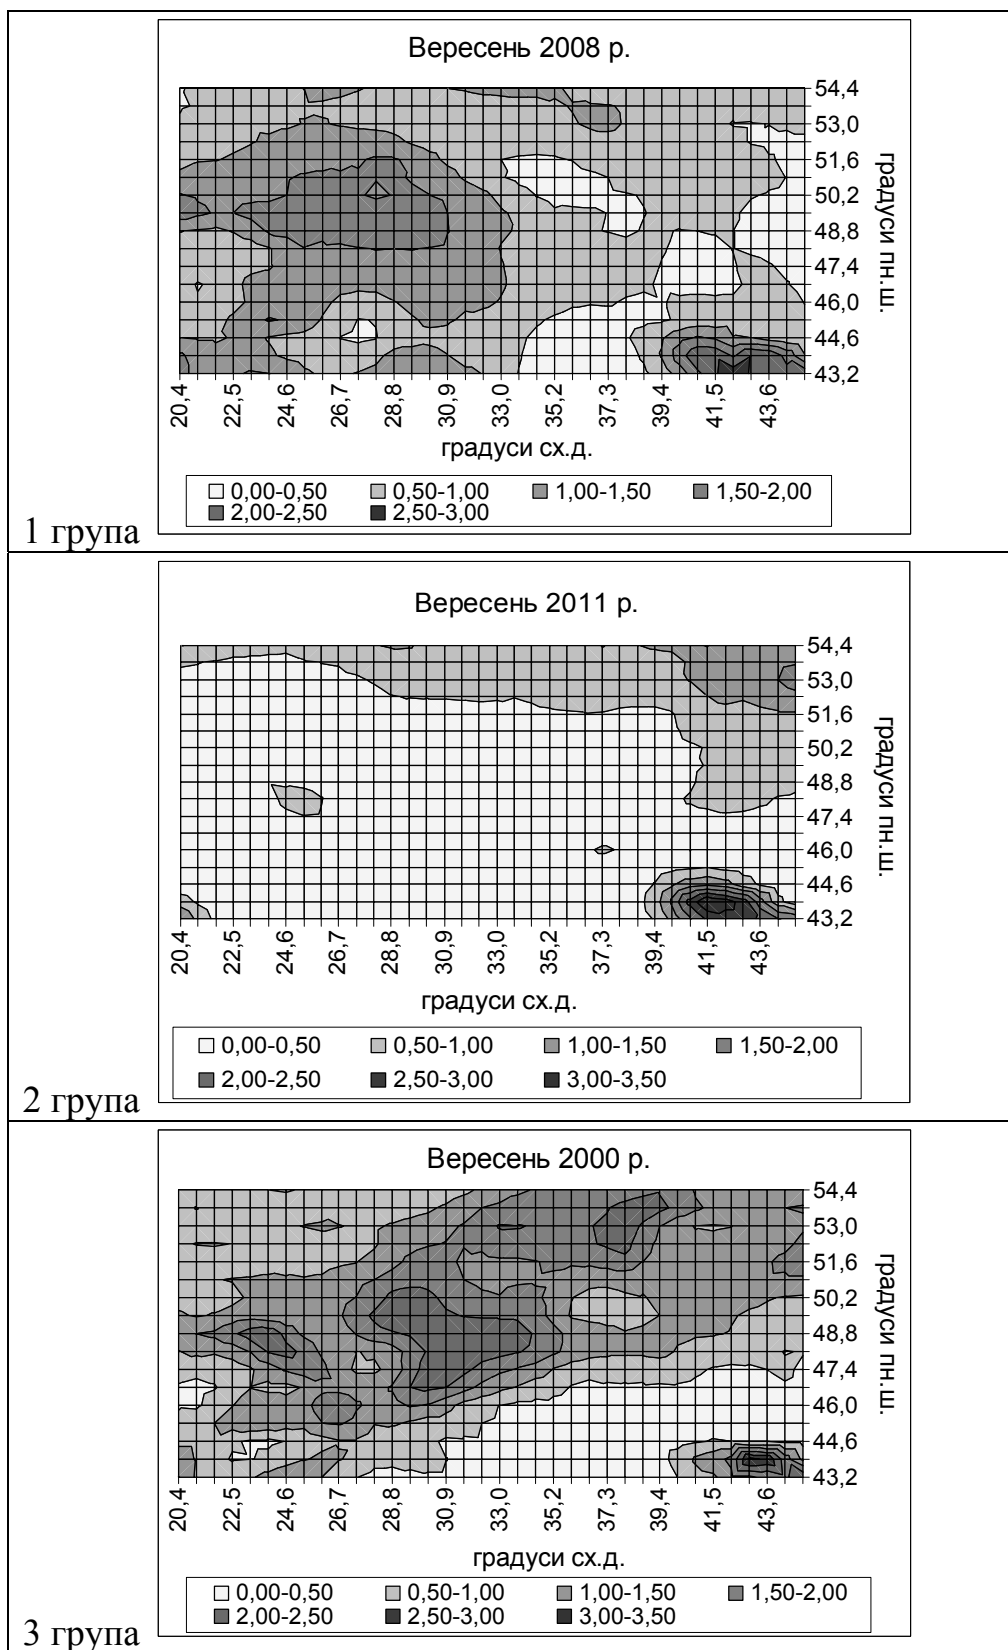 Вересень 2008 р.
54,4
53,0
51,6
50,2
48,8
47,4
46,0
44,6
43,2
градуси пн.ш.
20,4 22,5 24,6 26,7 28,8 30,9 33,0 35,2 37,3 39,4 41,5 43,6
градуси сх.д.
0,00-0,50 0,50-1,00 1,00-1,50 1,50-2,00
2,00-2,50 2,50-3,00
1 група
Вересень 2011 р.
54,4
53,0
51,6
50,2
48,8
47,4
46,0
44,6
43,2
градуси пн.ш.
20,4 22,5 24,6 26,7 28,8 30,9 33,0 35,2 37,3 39,4 41,5 43,6
градуси сх.д.
0,00-0,50 0,50-1,00 1,00-1,50 1,50-2,00
2,00-2,50 2,50-3,00 3,00-3,50
2 група
Вересень 2000 р.
54,4
53,0
51,6
50,2
48,8
47,4
46,0
44,6
43,2
градуси пн.ш.
20,4 22,5 24,6 26,7 28,8 30,9 33,0 35,2 37,3 39,4 41,5 43,6
градуси сх.д.
0,00-0,50 0,50-1,00 1,00-1,50 1,50-2,00
2,00-2,50 2,50-3,00 3,00-3,50
3 група